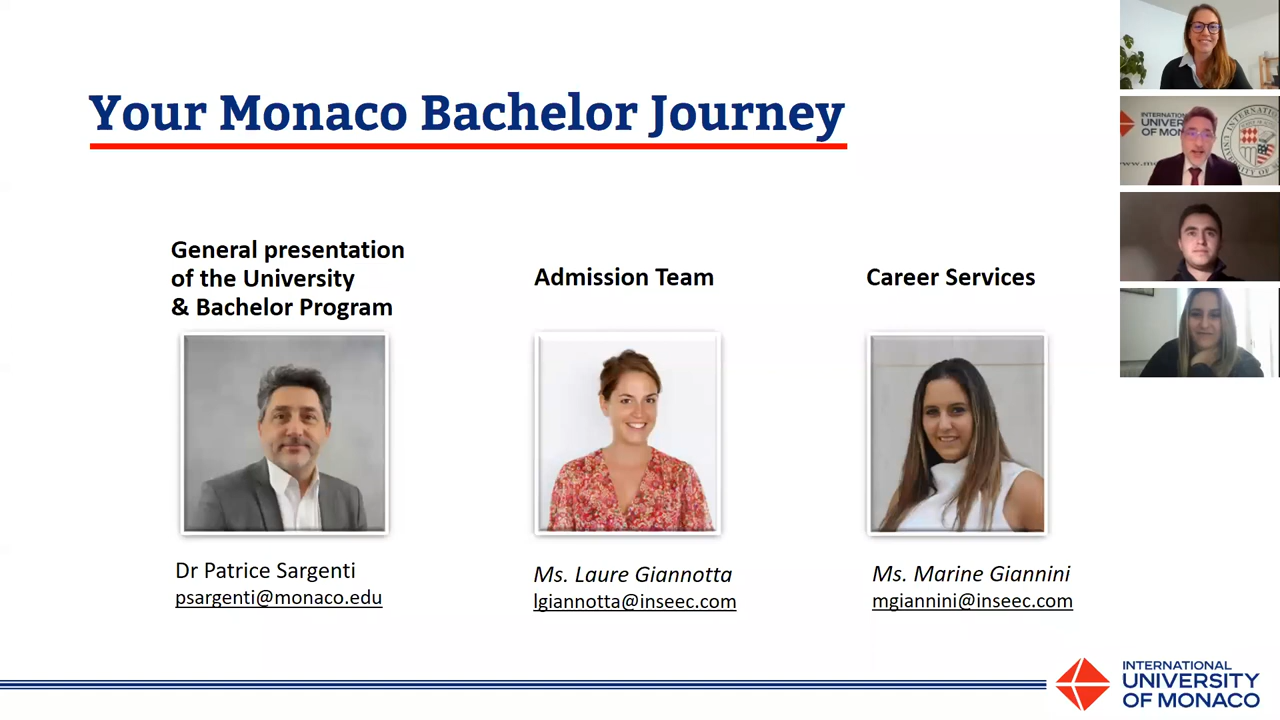 Your Monaco Bachelor Journey
General presentation
of the University
& Bachelor Program
Admission Team
Career Services
Dr Patrice Sargenti
psargenti@monaco.edu
Ms. Laure Giannotta
lgiannotta@inseec.com
Ms. Marine Giannini
mgiannini@inseec.com
INTERNATIONAL
UNIVERSITY
OF MONACO